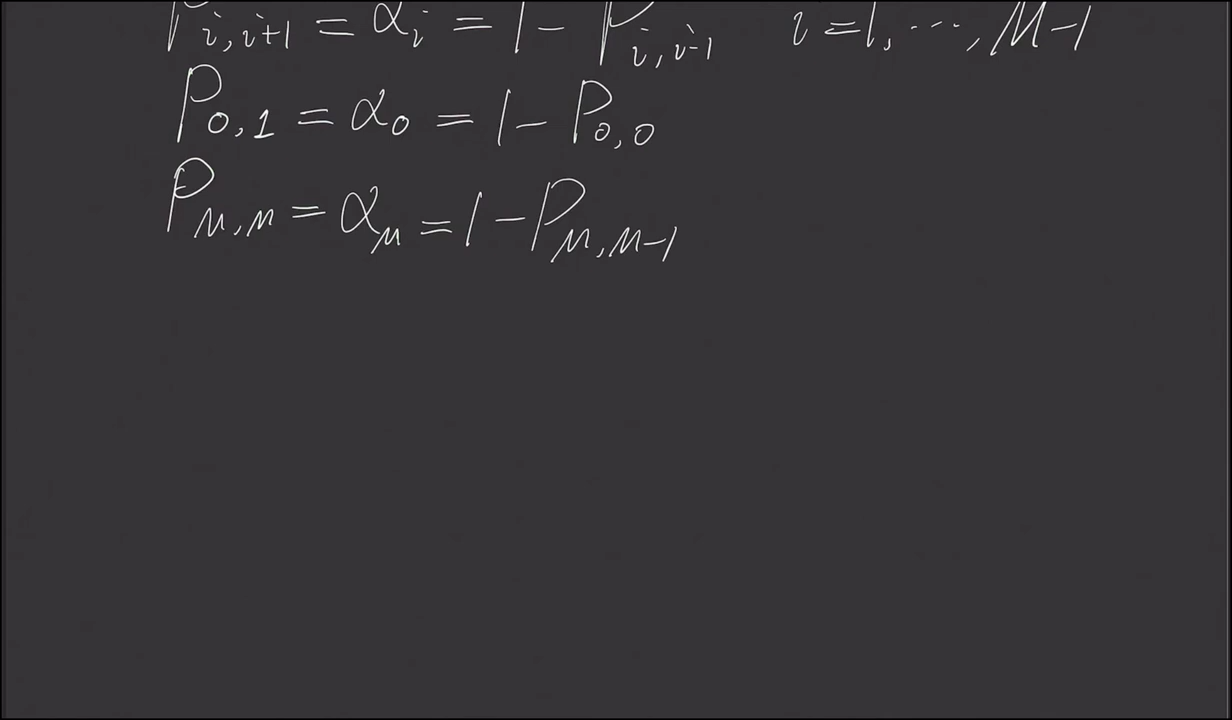 P_{i,i+1} = α_i = 1 - P_{i,i-1} i = 1, ..., M-1
P_{0,1} = α_0 = 1 - P_{0,0}
P_{M,M} = α_M = 1 - P_{M,M-1}